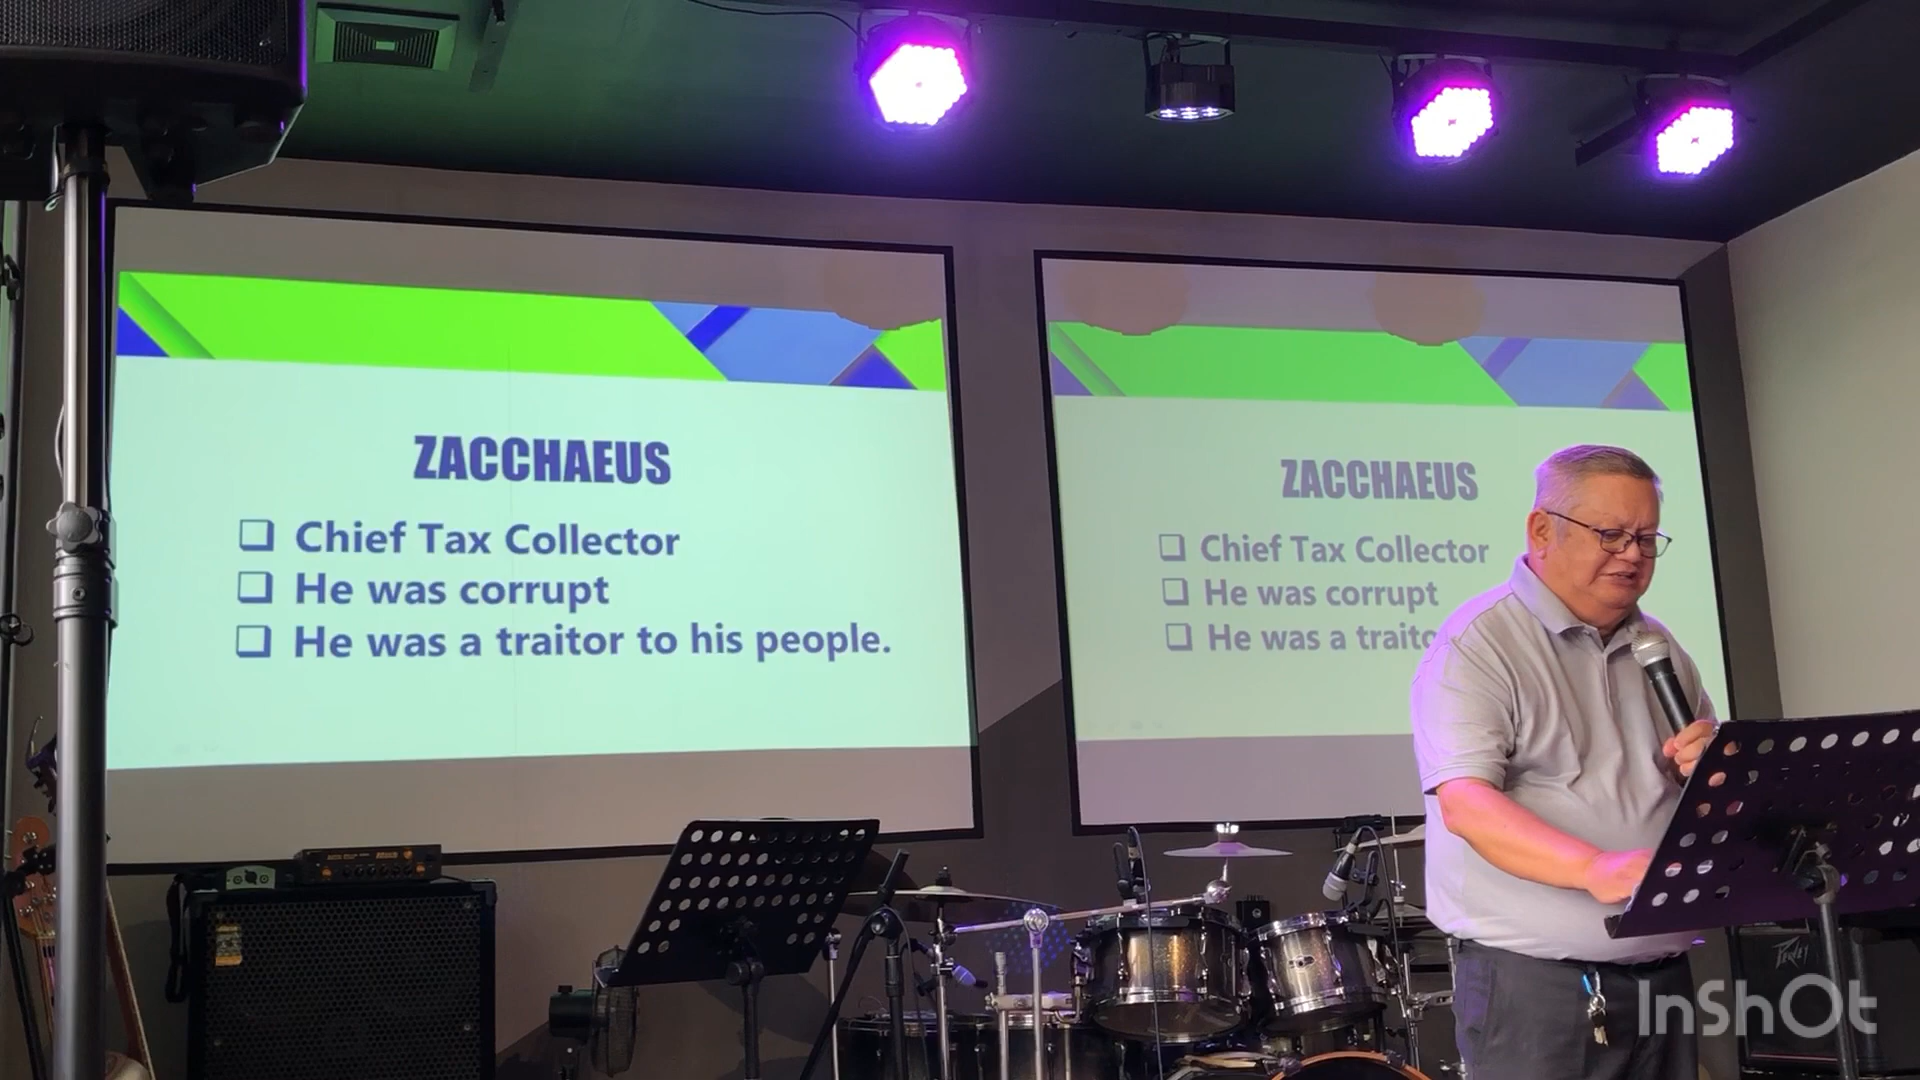 ZACCHAEUS
❑ Chief Tax Collector
❑ He was corrupt
❑ He was a traitor to his people.
ZACCHAEUS
❑ Chief Tax Collector
❑ He was corrupt
❑ He was a traito
PEAVEY
InShOt